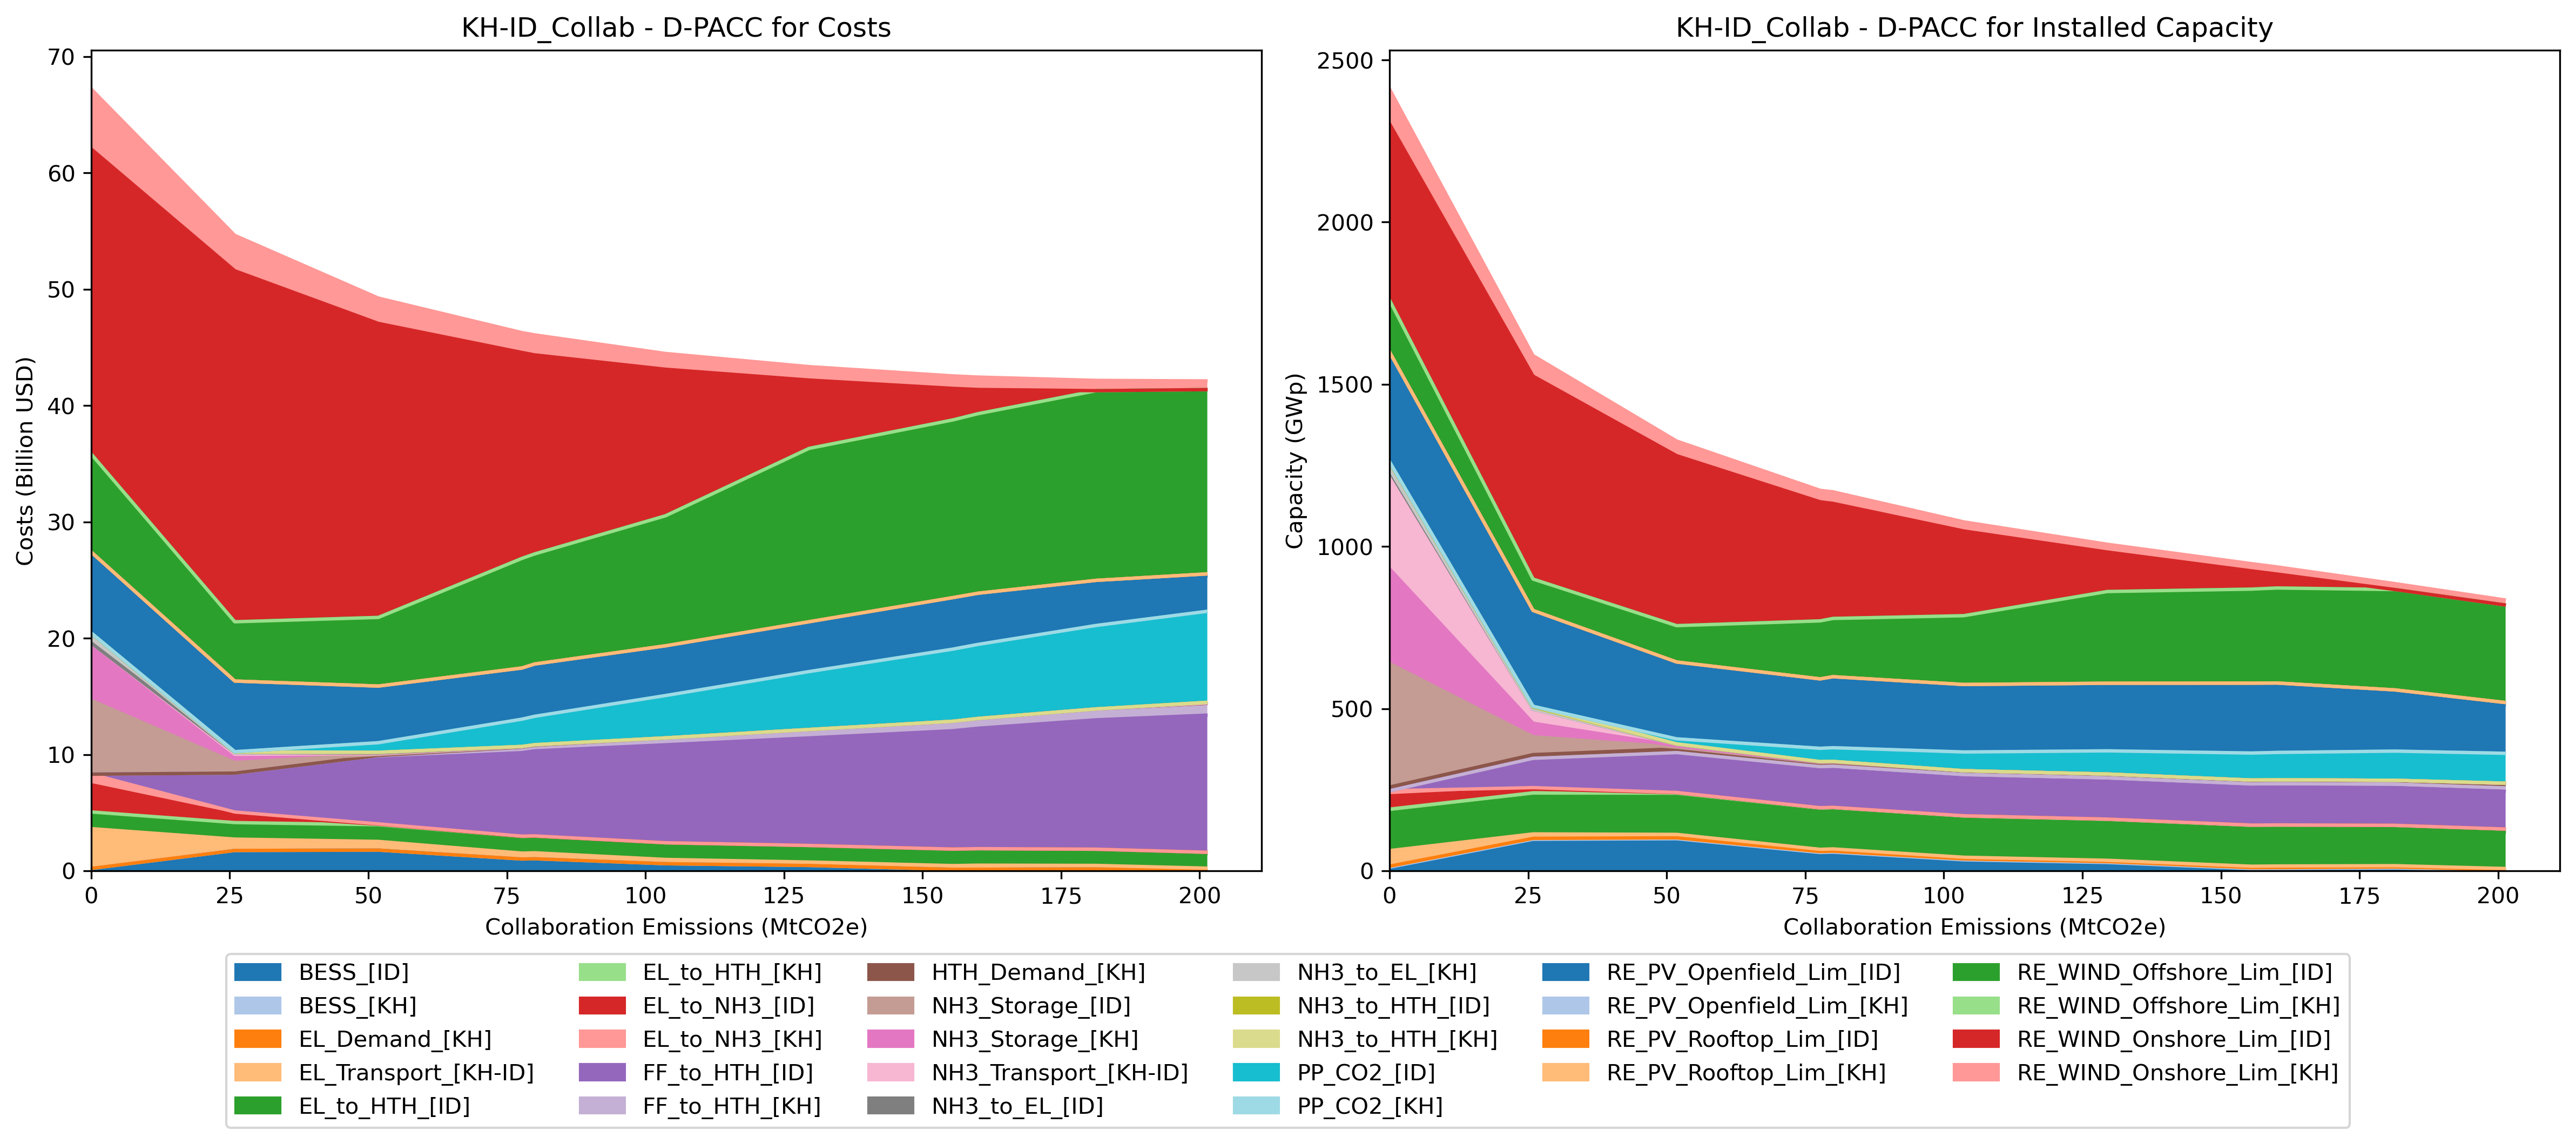 KH-ID_Collab - D-PACC for Costs
70
60
50
40
30
20
10
0
Costs (Billion USD)
0 25 50 75 100 125 150 175 200
Collaboration Emissions (MtCO2e)
KH-ID_Collab - D-PACC for Installed Capacity
2500
2000
1500
1000
500
0
Capacity (GWp)
0 25 50 75 100 125 150 175 200
Collaboration Emissions (MtCO2e)
BESS_[ID]
BESS_[KH]
EL_Demand_[KH]
EL_Transport_[KH-ID]
EL_to_HTH_[ID]
EL_to_HTH_[KH]
EL_to_NH3_[ID]
EL_to_NH3_[KH]
FF_to_HTH_[ID]
FF_to_HTH_[KH]
HTH_Demand_[KH]
NH3_Storage_[ID]
NH3_Storage_[KH]
NH3_Transport_[KH-ID]
NH3_to_EL_[ID]
NH3_to_EL_[KH]
NH3_to_HTH_[ID]
NH3_to_HTH_[KH]
PP_CO2_[ID]
PP_CO2_[KH]
RE_PV_Openfield_Lim_[ID]
RE_PV_Openfield_Lim_[KH]
RE_PV_Rooftop_Lim_[ID]
RE_PV_Rooftop_Lim_[KH]
RE_WIND_Offshore_Lim_[ID]
RE_WIND_Offshore_Lim_[KH]
RE_WIND_Onshore_Lim_[ID]
RE_WIND_Onshore_Lim_[KH]